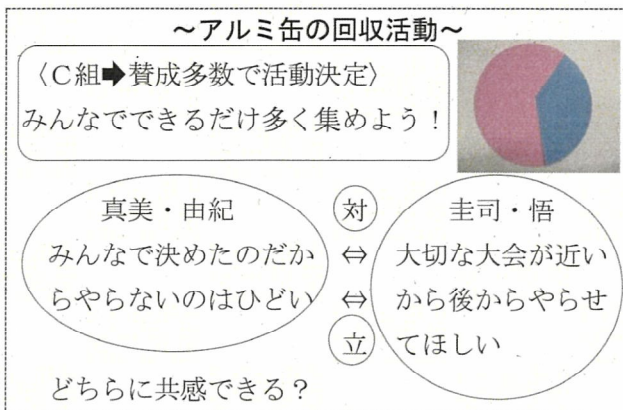 ～アルミ缶の回収活動～
〈C組➡賛成多数で活動決定〉
みんなでできるだけ多く集めよう！
真美・由紀
みんなで決めたのだか
らやらないのはひどい
対
⇔
⇔
立
圭司・悟
大切な大会が近い
から後からやらせ
てほしい
どちらに共感できる？